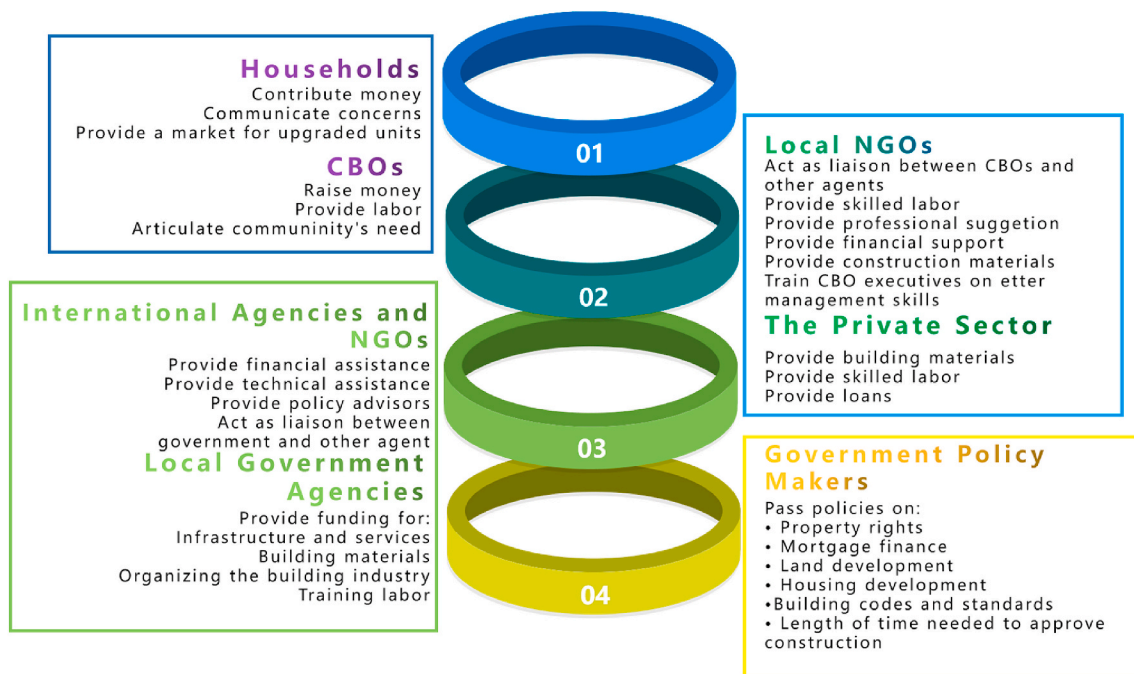 Households
Contribute money
Communicate concerns
Provide a market for upgraded units
CBOs
Raise money
Provide labor
Articulate communinity's need
01
Local NGOs
Act as liaison between CBOs and
other agents
Provide skilled labor
Provide professional suggetion
Provide financial support
Provide construction materials
Train CBO executives on etter
management skills
The Private Sector
Provide building materials
Provide skilled labor
Provide loans
02
International Agencies and
NGOs
Provide financial assistance
Provide technical assistance
Provide policy advisors
Act as liaison between
government and other agent
Local Government
Agencies
Provide funding for:
Infrastructure and services
Building materials
Organizing the building industry
Training labor
03
Government Policy
Makers
Pass policies on:
• Property rights
• Mortgage finance
• Land development
• Housing development
•Building codes and standards
• Length of time needed to approve
construction
04